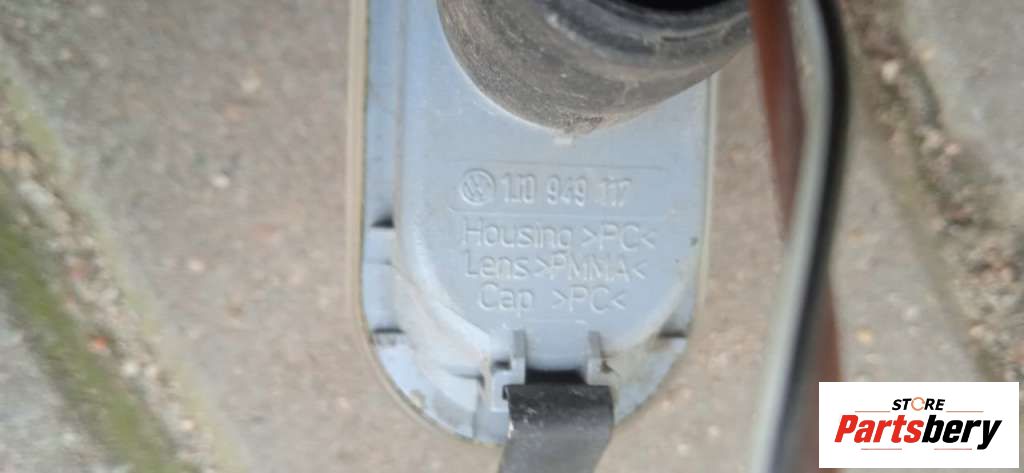 1J0 949 117
Housing >PC<
Lens >PMMA<
Cap >PC<
STORE
Partsbery